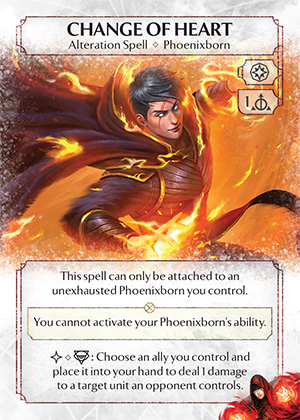 CHANGE OF HEART
Alteration Spell ◇ Phoenixborn
1
This spell can only be attached to an
unexhausted Phoenixborn you control.
You cannot activate your Phoenixborn's ability.
◇ : Choose an ally you control and
place it into your hand to deal 1 damage
to a target unit an opponent controls.